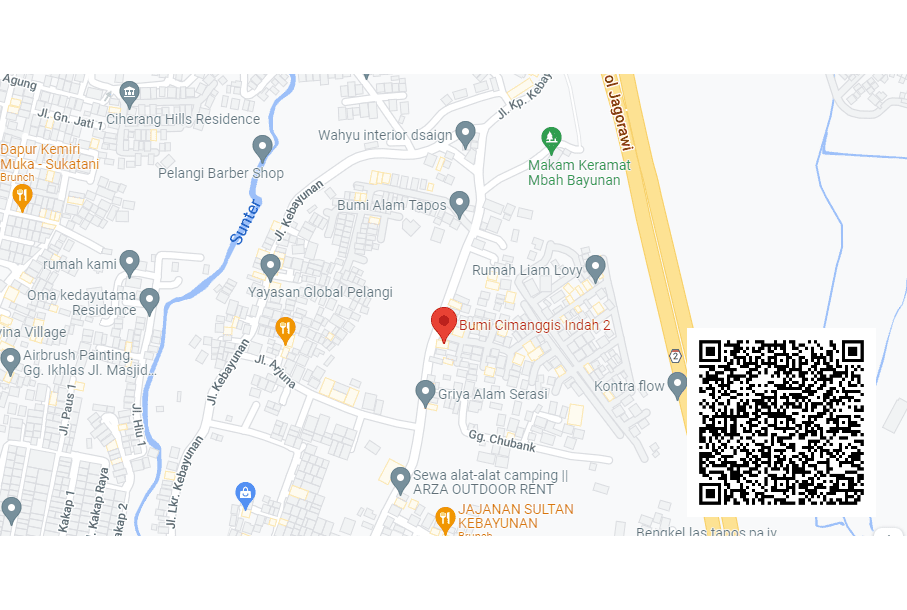 Agung
Jl. Gn. Jati 1
Ciherang Hills Residence
Dapur Kemiri
Muka - Sukatani
Brunch
Pelangi Barber Shop
Wahyu interior dsaign
Jl. Kp. Kebay
ol Jagorawi
Makam Keramat
Mbah Bayunan
Jl. Kebayunan
Bumi Alam Tapos
Sunter
rumah kami
Oma kedayutama
Residence
Yayasan Global Pelangi
Rumah Liam Lovy
vina Village
Bumi Cimanggis Indah 2
Airbrush Painting.
Gg. Ikhlas Jl. Masjid...
Jl. Kebayunan
Jl. Arjuna
2
Kontra flow
Griya Alam Serasi
Jl. Paus 1
Jl. Hiu 1
Gg. Chubank
Jl. Lkr. Kebayunan
Sewa alat-alat camping ||
ARZA OUTDOOR RENT
Kakap 1
Kakap Raya
Kakap 2
JAJANAN SULTAN
KEBAYUNAN
Brunch
Bengkel las tapos pa iy